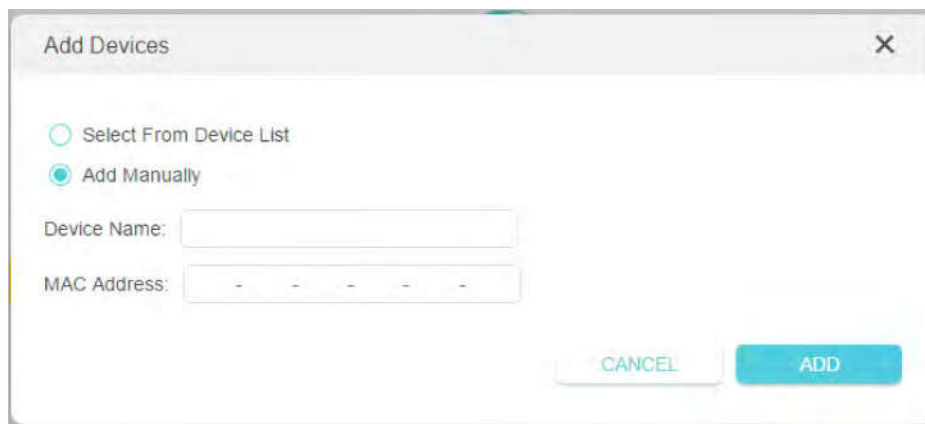 Add Devices
Select From Device List
Add Manually
Device Name:
MAC Address: - - - - -
CANCEL ADD